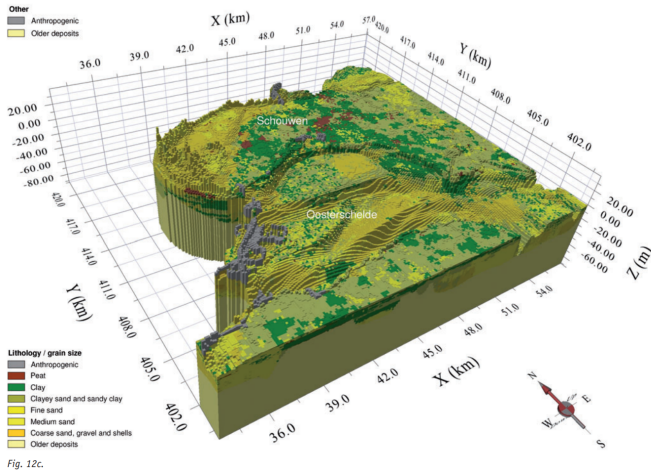 Other
Anthropogenic
Older deposits
X (km)
36.0
39.0
42.0
45.0
48.0
51.0
54.0
57.0
420.0
417.0
414.0
411.0
408.0
405.0
402.0
Y (km)
20.00
0.00
-20.00
-40.00
-60.00
-80.00
Schouwen
Oosterschelde
420.0
417.0
414.0
411.0
408.0
405.0
402.0
Y (km)
20.00
0.00
-20.00
-40.00
-60.00
Z (m)
36.0
39.0
42.0
45.0
48.0
51.0
54.0
X (km)
Lithology / grain size
Anthropogenic
Peat
Clay
Clayey sand and sandy clay
Fine sand
Medium sand
Coarse sand, gravel and shells
Older deposits
N
E
W
S
Fig. 12c.